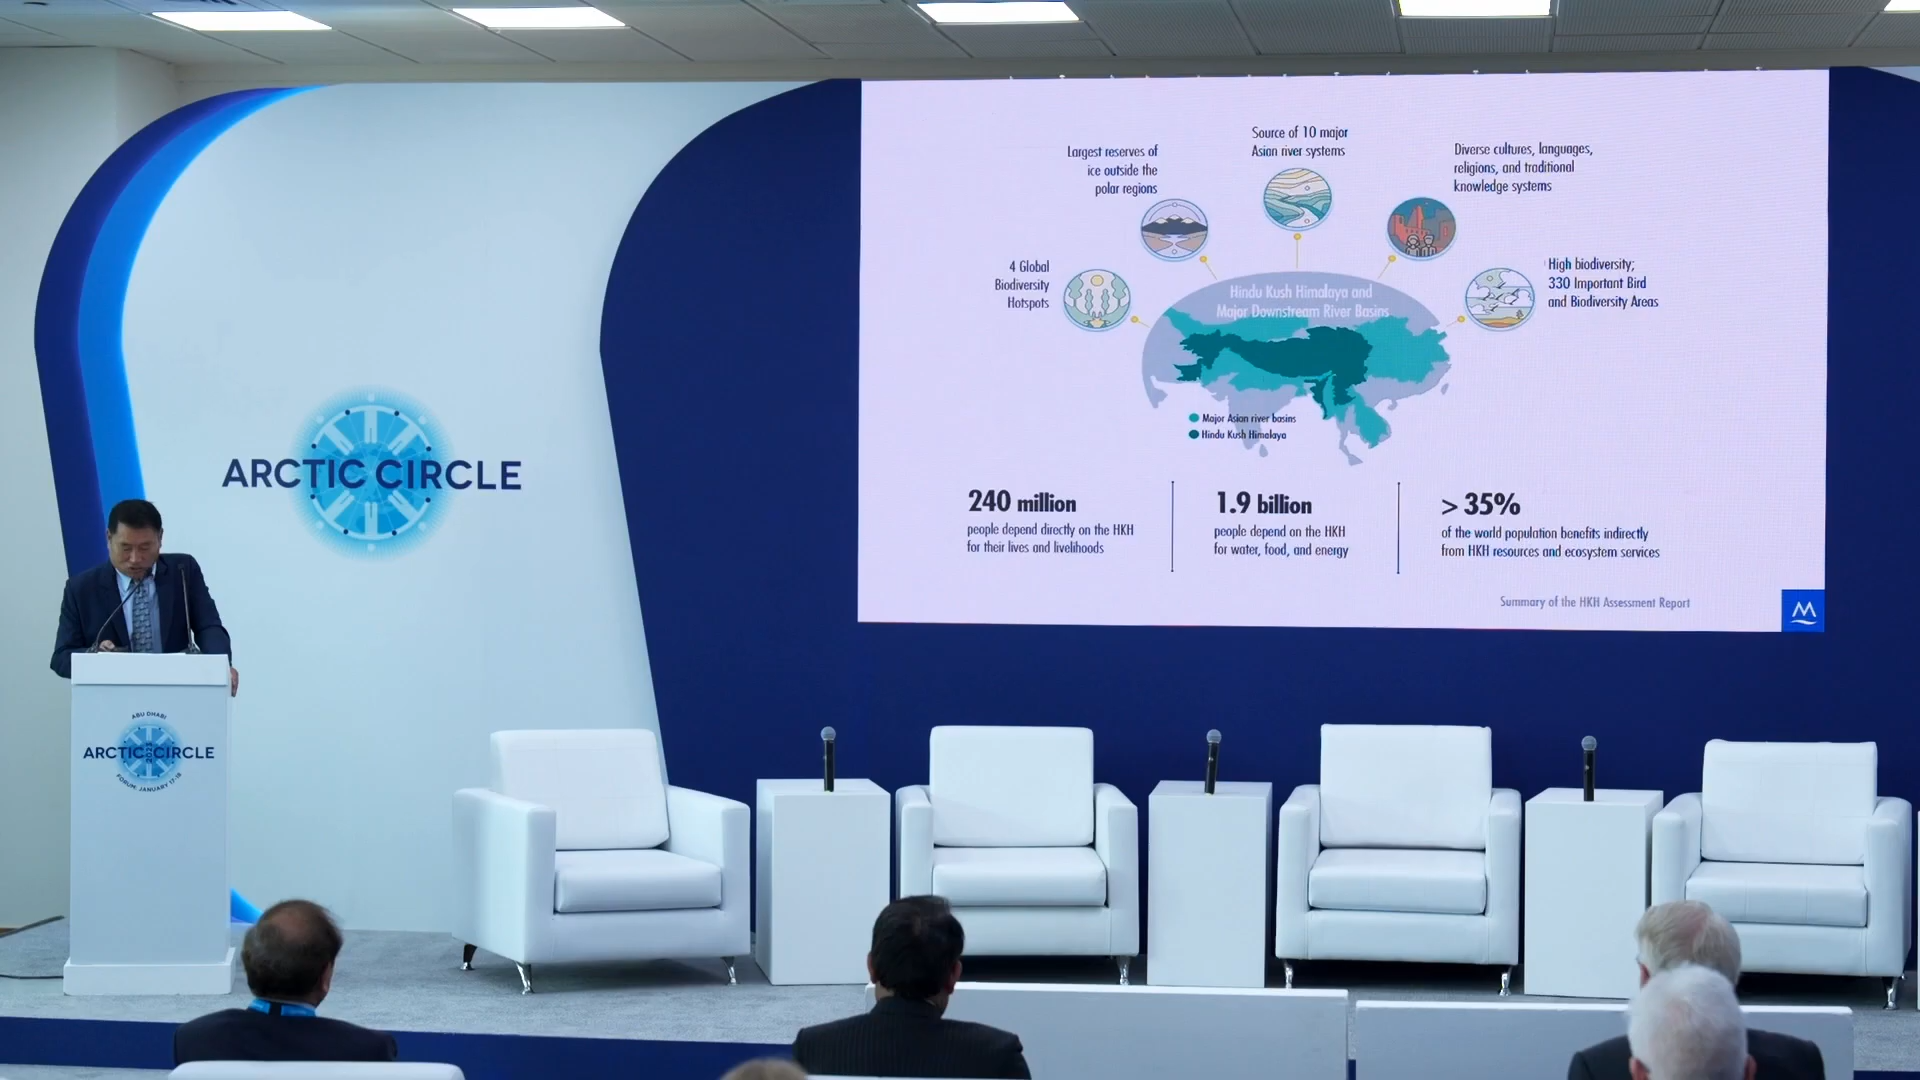 ARCTIC CIRCLE
ABU DHABI
ARCTIC CIRCLE
2023
FORUM: JANUARY 17-18
Source of 10 major
Asian river systems
Largest reserves of
ice outside the
polar regions
Diverse cultures, languages,
religions, and traditional
knowledge systems
4 Global
Biodiversity
Hotspots
High biodiversity;
330 Important Bird
and Biodiversity Areas
Hindu Kush Himalaya and
Major Downstream River Basins
Major Asian river basins
Hindu Kush Himalaya
240 million
people depend directly on the HKH
for their lives and livelihoods
1.9 billion
people depend on the HKH
for water, food, and energy
> 35%
of the world population benefits indirectly
from HKH resources and ecosystem services
Summary of the HKH Assessment Report